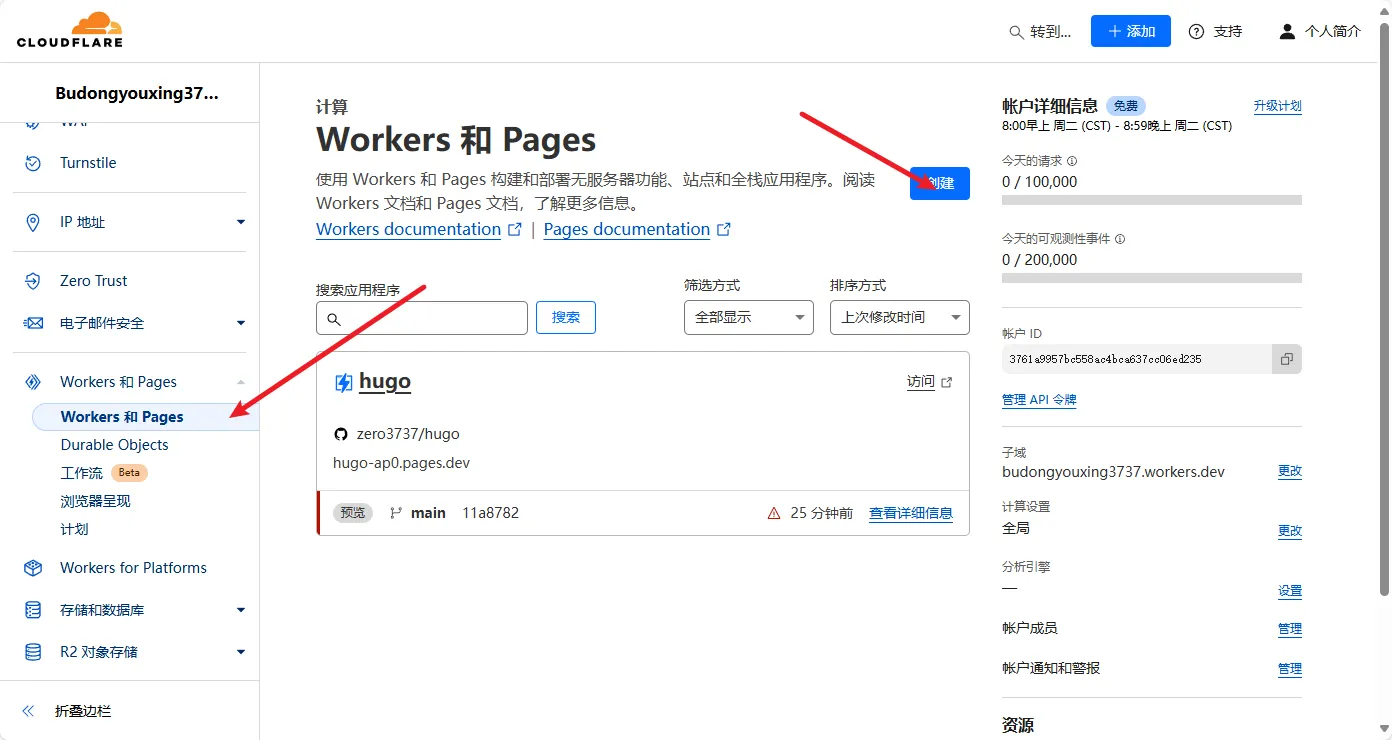 CLOUDFLARE
转到...
添加
支持
个人简介
Budongyouxing37...
Turnstile
IP 地址
Zero Trust
电子邮件安全
Workers 和 Pages
Workers 和 Pages
Durable Objects
工作流 Beta
浏览器呈现
计划
Workers for Platforms
存储和数据库
R2 对象存储
折叠边栏
计算
Workers 和 Pages
使用 Workers 和 Pages 构建和部署无服务器功能、站点和全栈应用程序。阅读
Workers 文档和 Pages 文档，了解更多信息。
Workers documentation | Pages documentation
创建
搜索应用程序
搜索
筛选方式
全部显示
排序方式
上次修改时间
hugo
访问
zero3737/hugo
hugo-ap0.pages.dev
预览 main 11a8782
25 分钟前 查看详细信息
帐户详细信息 免费 升级计划
8:00早上 周二 (CST) - 8:59晚上 周二 (CST)
今天的请求
0 / 100,000
今天的可观测性事件
0 / 200,000
帐户 ID
3761a9957bc558ac4bca637cc06ed235
管理 API 令牌
子域
budongyouxing3737.workers.dev 更改
计算设置
全局 更改
分析引擎
— 设置
帐户成员 管理
帐户通知和警报 管理
资源